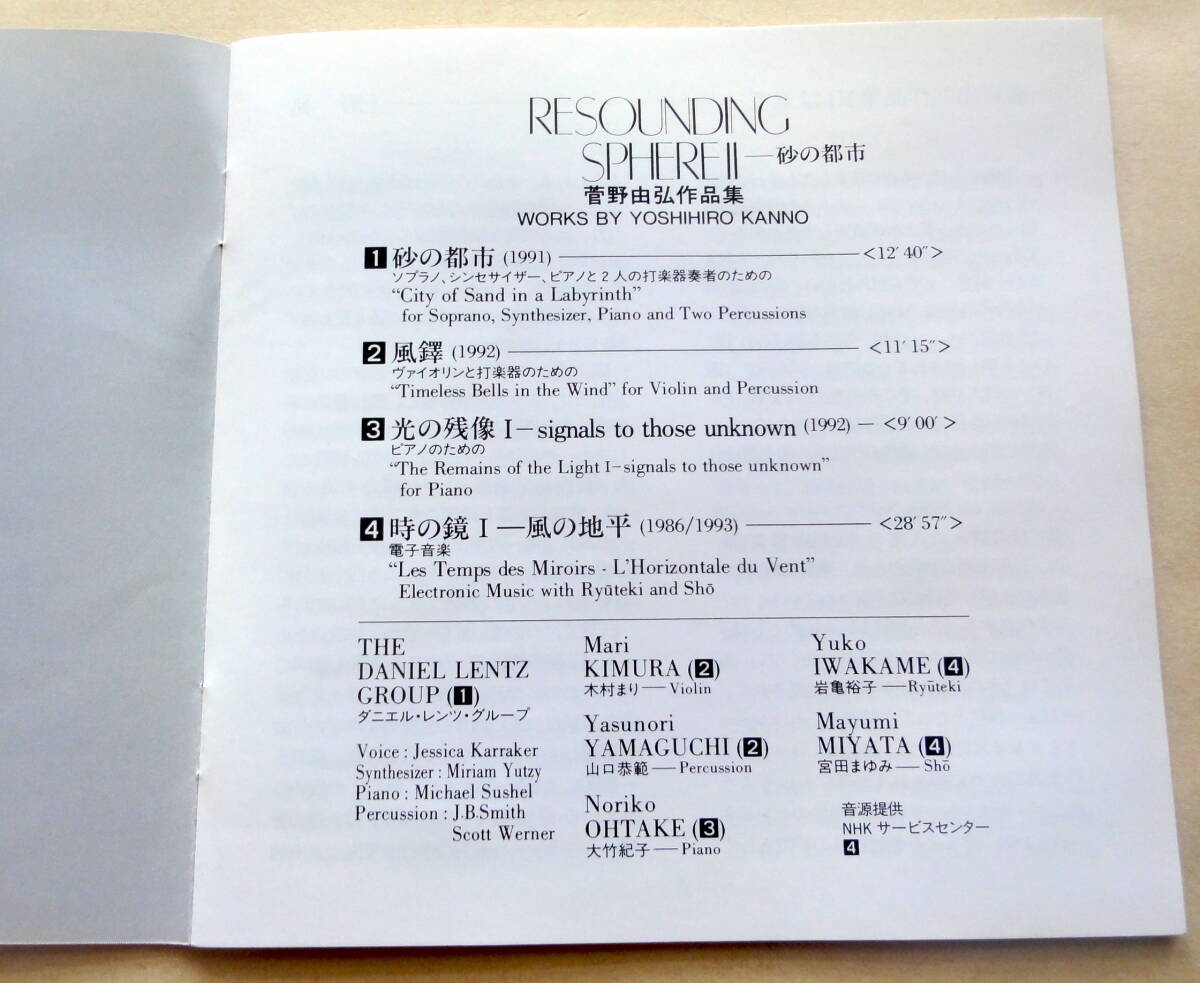 RESOUNDING
SPHERE II—砂の都市
菅野由弘作品集
WORKS BY YOSHIHIRO KANNO
1 砂の都市 (1991) ———<12′40″>
ソプラノ、シンセサイザー、ピアノと2人の打楽器奏者のための
“City of Sand in a Labyrinth”
for Soprano, Synthesizer, Piano and Two Percussions
2 風鐸 (1992) ———<11′15″>
ヴァイオリンと打楽器のための
“Timeless Bells in the Wind” for Violin and Percussion
3 光の残像 I−signals to those unknown (1992) — <9′00′>
ピアノのための
“The Remains of the Light I−signals to those unknown”
for Piano
4 時の鏡 I —風の地平 (1986/1993) ———<28′57″>
電子音楽
“Les Temps des Miroirs - L'Horizontale du Vent”
Electronic Music with Ryūteki and Shō
THE
DANIEL LENTZ
GROUP (1)
ダニエル・レンツ・グループ
Voice : Jessica Karraker
Synthesizer : Miriam Yutzy
Piano : Michael Sushel
Percussion : J.B.Smith
Scott Werner
Mari
KIMURA (2)
木村まり — Violin
Yasunori
YAMAGUCHI (2)
山口恭範 — Percussion
Noriko
OHTAKE (3)
大竹紀子 — Piano
Yuko
IWAKAME (4)
岩亀裕子 — Ryūteki
Mayumi
MIYATA (4)
宮田まゆみ — Shō
音源提供
NHK サービスセンター
4